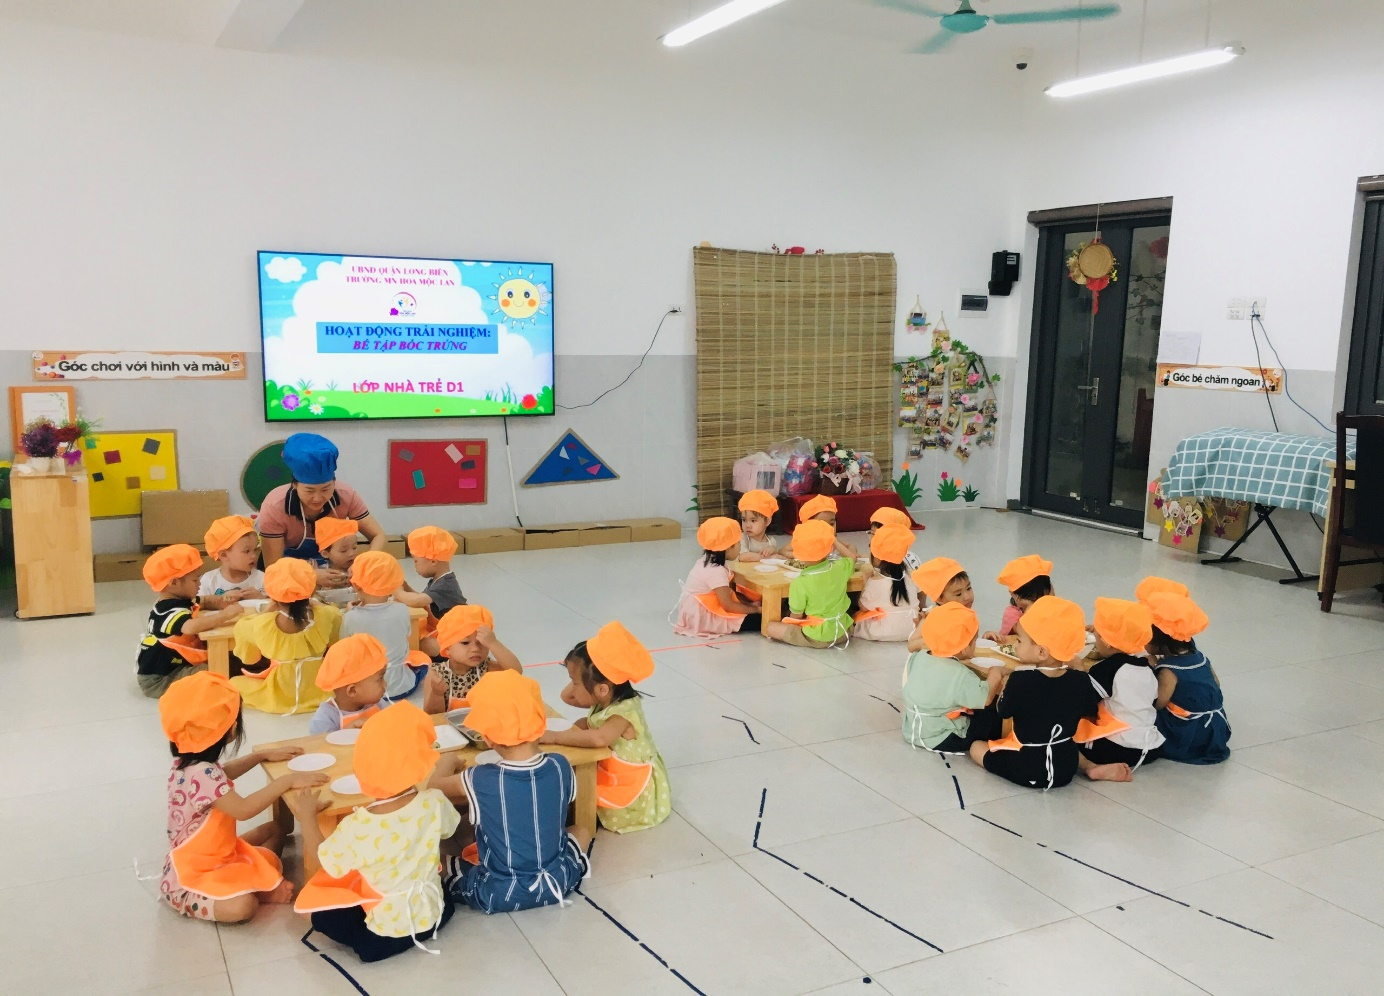 UBND QUẬN LONG BIÊN
TRƯỜNG MN HOA MỘC LAN
HOẠT ĐỘNG TRẢI NGHIỆM:
BÉ TẬP BÓC TRỨNG
LỚP NHÀ TRẺ D1
Góc chơi với hình và màu
Góc bé chăm ngoan